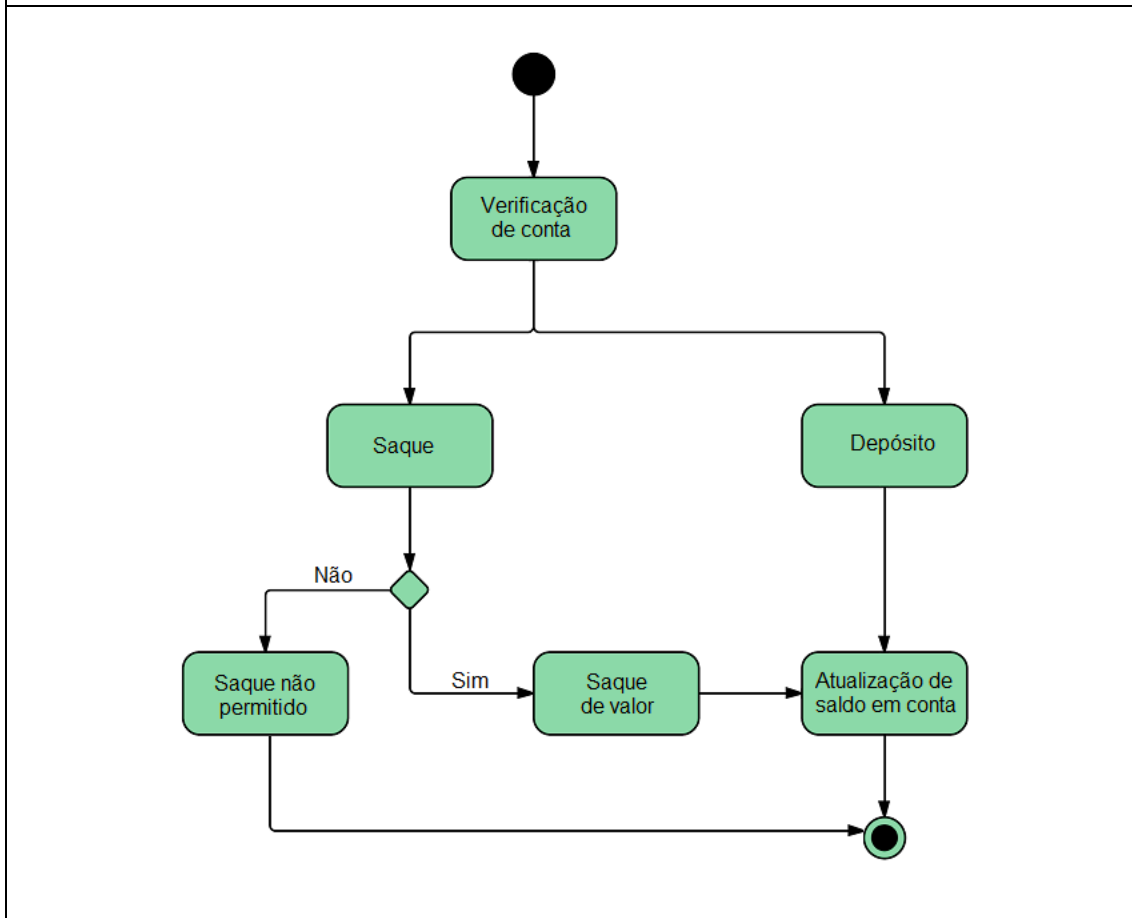 Verificação
de conta
Saque
Depósito
Não
Sim
Saque não
permitido
Saque
de valor
Atualização de
saldo em conta